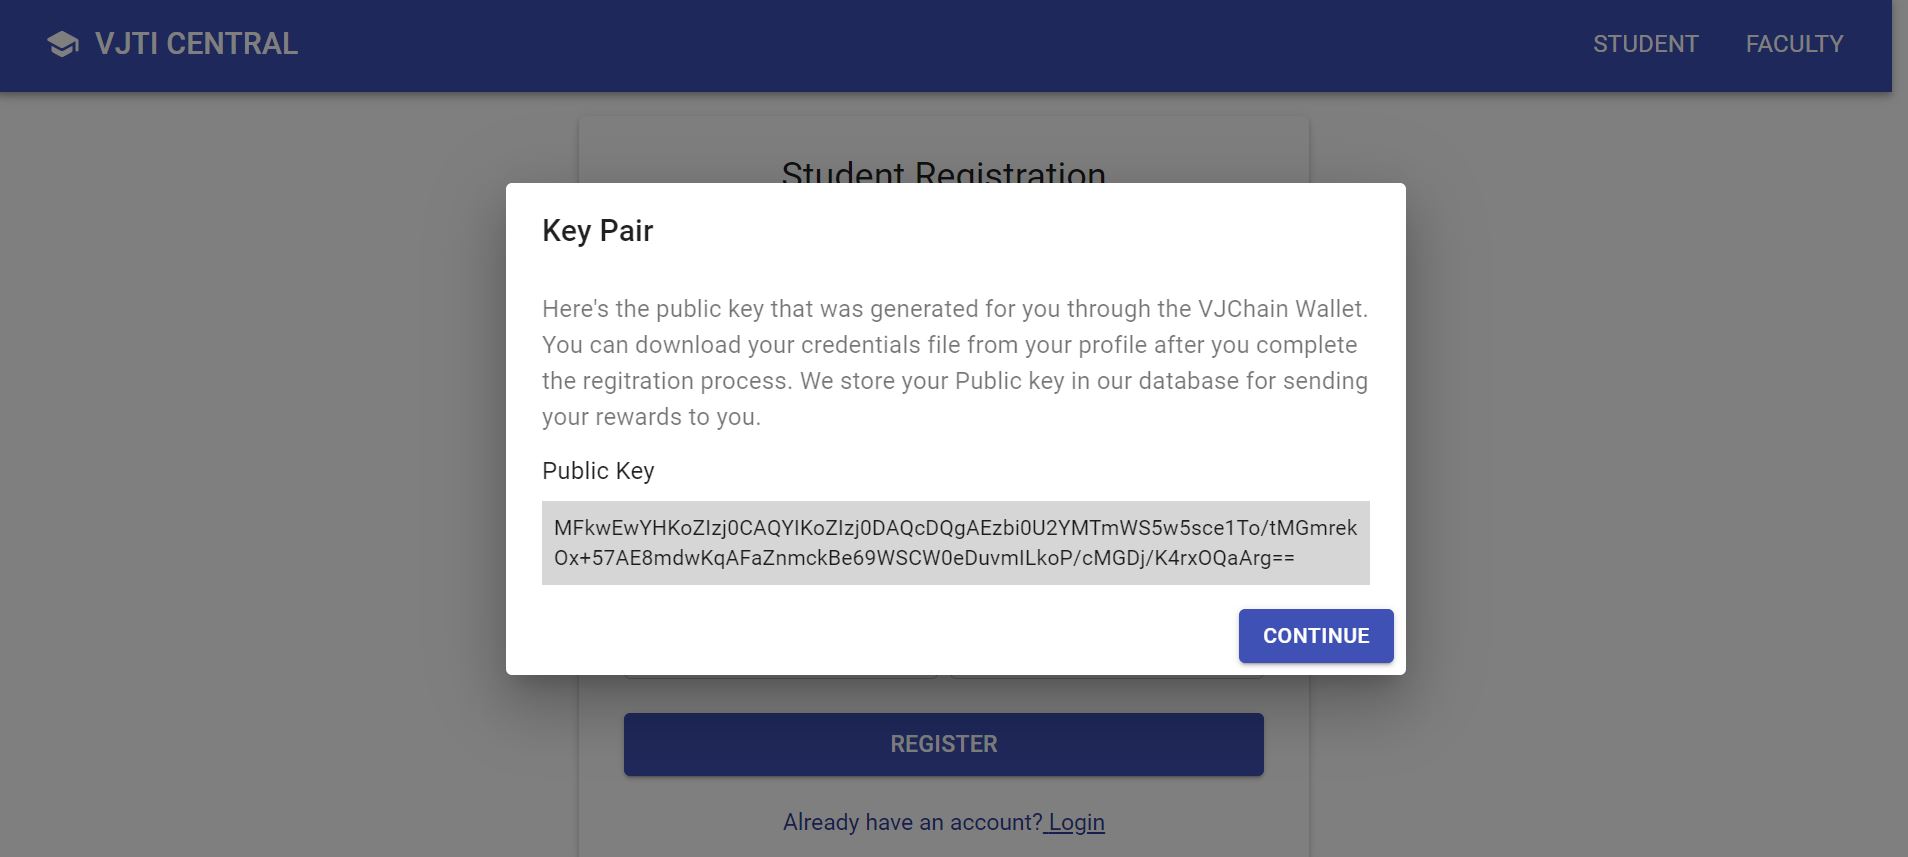 VJTI CENTRAL
STUDENT
FACULTY
Student Registration
Key Pair
Here's the public key that was generated for you through the VJChain Wallet.
You can download your credentials file from your profile after you complete
the regitration process. We store your Public key in our database for sending
your rewards to you.
Public Key
MFkwEwYHKoZIzj0CAQYIKoZIzj0DAQcDQgAEzbi0U2YMTmWS5w5sce1To/tMGmrek
Ox+57AE8mdwKqAFaZnmckBe69WSCW0eDuvmILkoP/cMGDj/K4rxOQaArg==
CONTINUE
REGISTER
Already have an account? Login